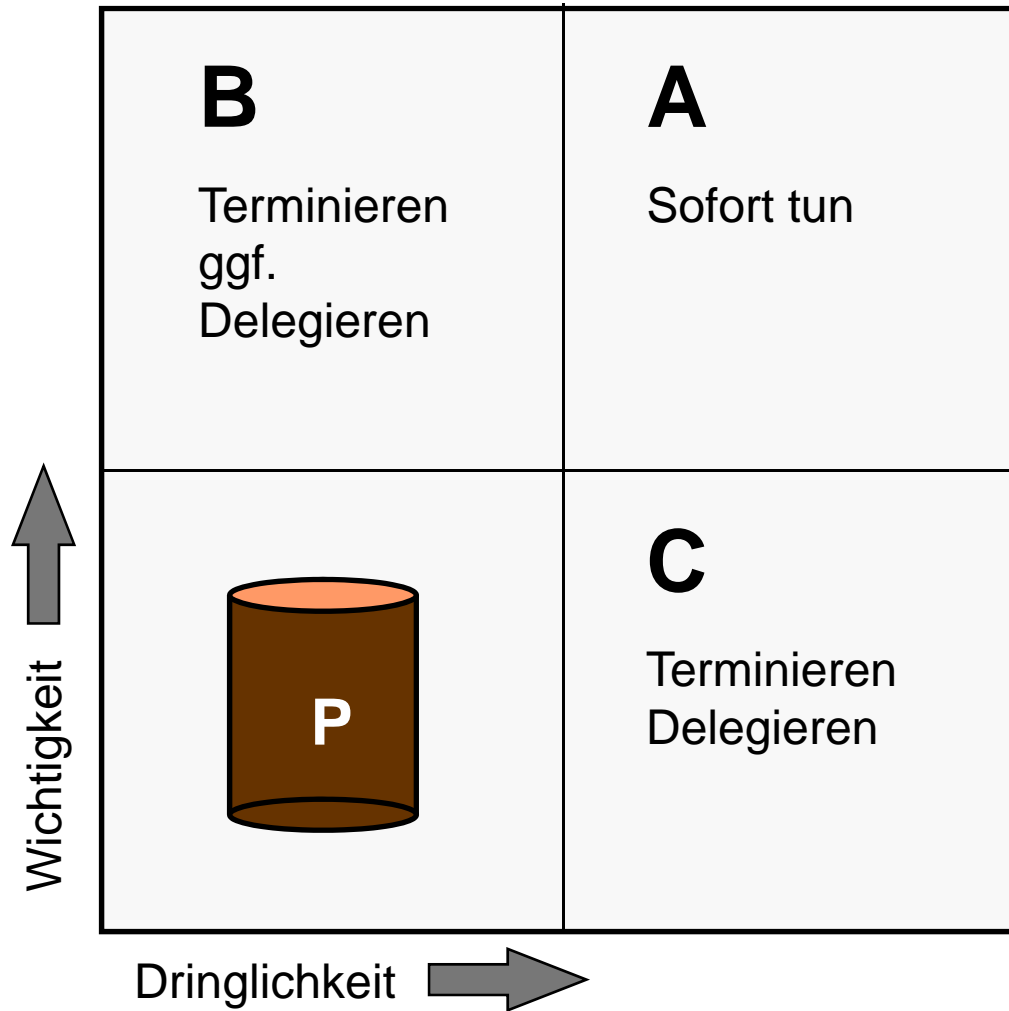 B
Terminieren
ggf.
Delegieren
A
Sofort tun
P
C
Terminieren
Delegieren
Wichtigkeit
Dringlichkeit